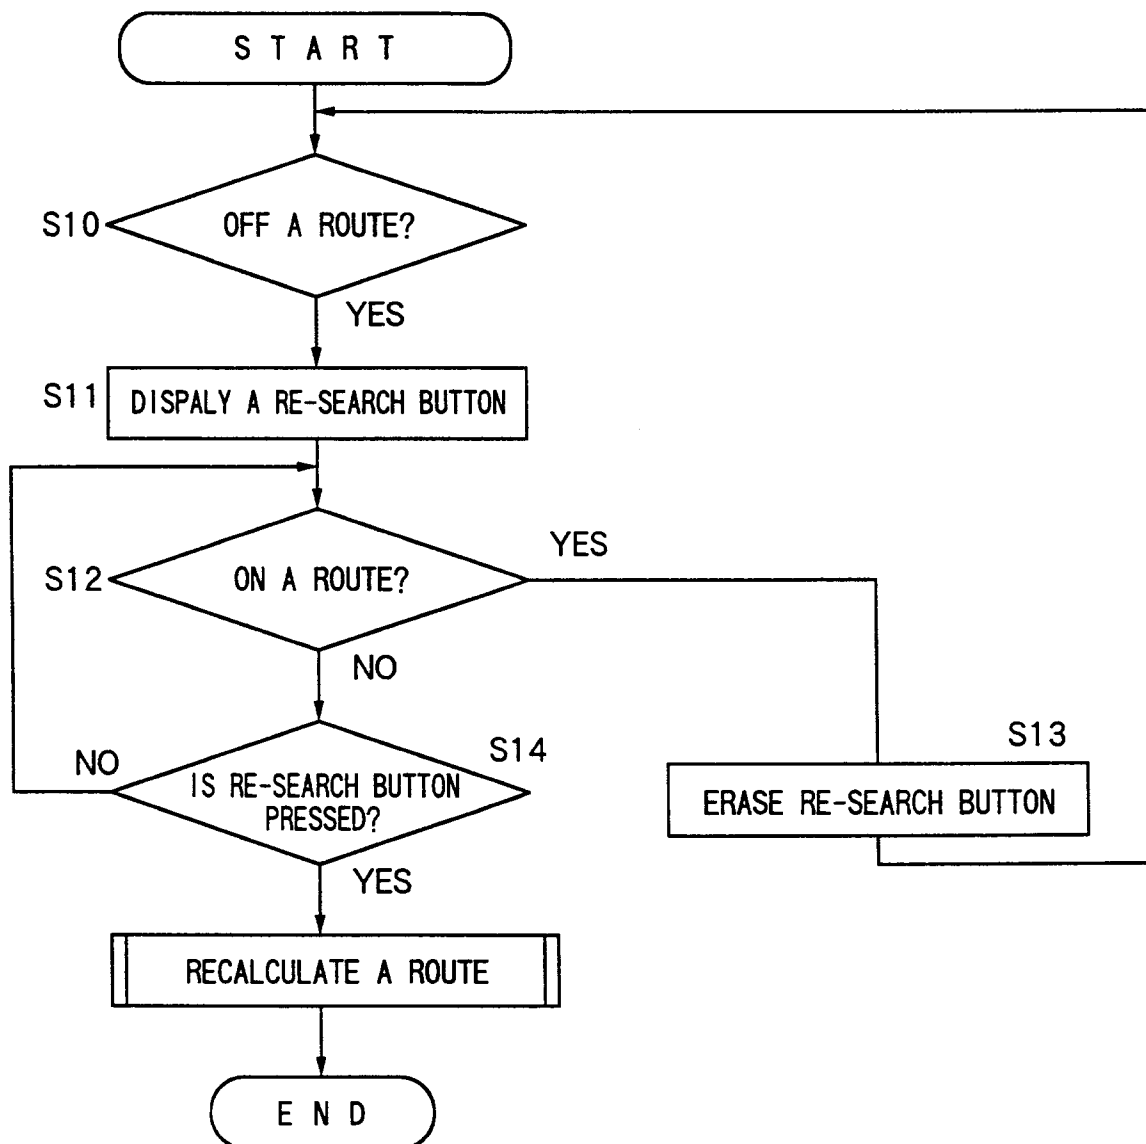 START
S10
OFF A ROUTE?
YES
S11
DISPALY A RE-SEARCH BUTTON
S12
ON A ROUTE?
YES
NO
S13
ERASE RE-SEARCH BUTTON
S14
NO
IS RE-SEARCH BUTTON
PRESSED?
YES
RECALCULATE A ROUTE
END